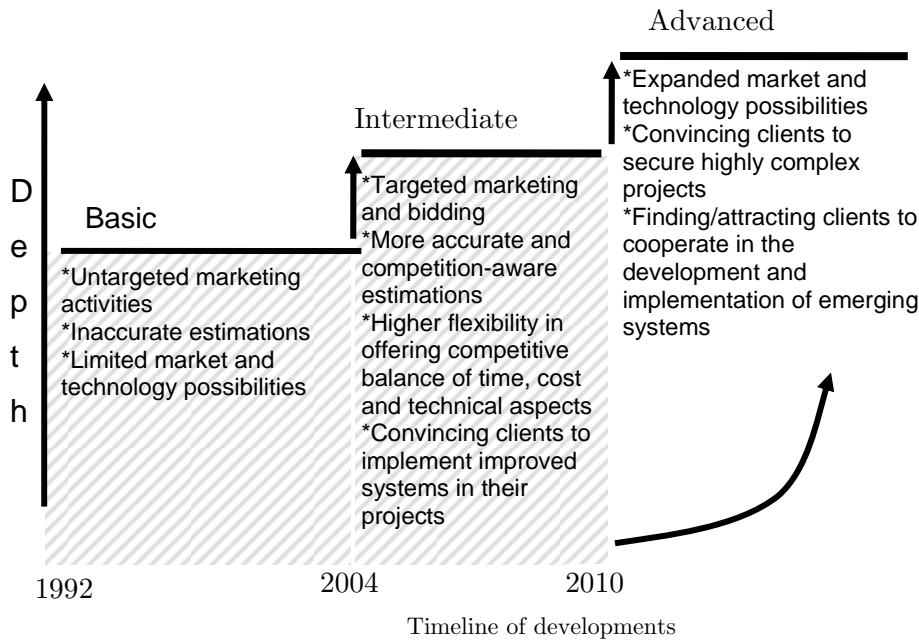 Advanced
*Expanded market and
technology possibilities
*Convincing clients to
secure highly complex
projects
*Finding/attracting clients to
cooperate in the
development and
implementation of emerging
systems
Intermediate
*Targeted marketing
and bidding
*More accurate and
competition-aware
estimations
*Higher flexibility in
offering competitive
balance of time, cost
and technical aspects
*Convincing clients to
implement improved
systems in their
projects
Basic
*Untargeted marketing
activities
*Inaccurate estimations
*Limited market and
technology possibilities
D
e
p
t
h
1992
2004
2010
Timeline of developments